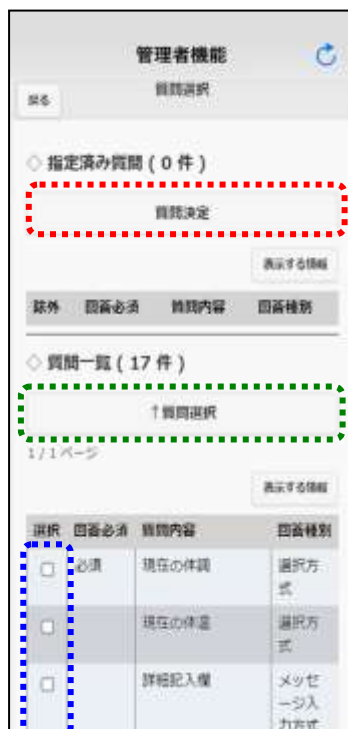 管理者機能
質問選択
戻る
◇ 指定済み質問 ( 0 件 )
質問決定
表示する情報
除外 回答必須 質問内容 回答種別
◇ 質問一覧 ( 17 件 )
↑質問選択
1 / 1 ページ
表示する情報
選択 回答必須 質問内容 回答種別
必須 現在の体調 選択方
式
現在の体温 選択方
式
詳細記入欄 メッセ
ージ入
力方式